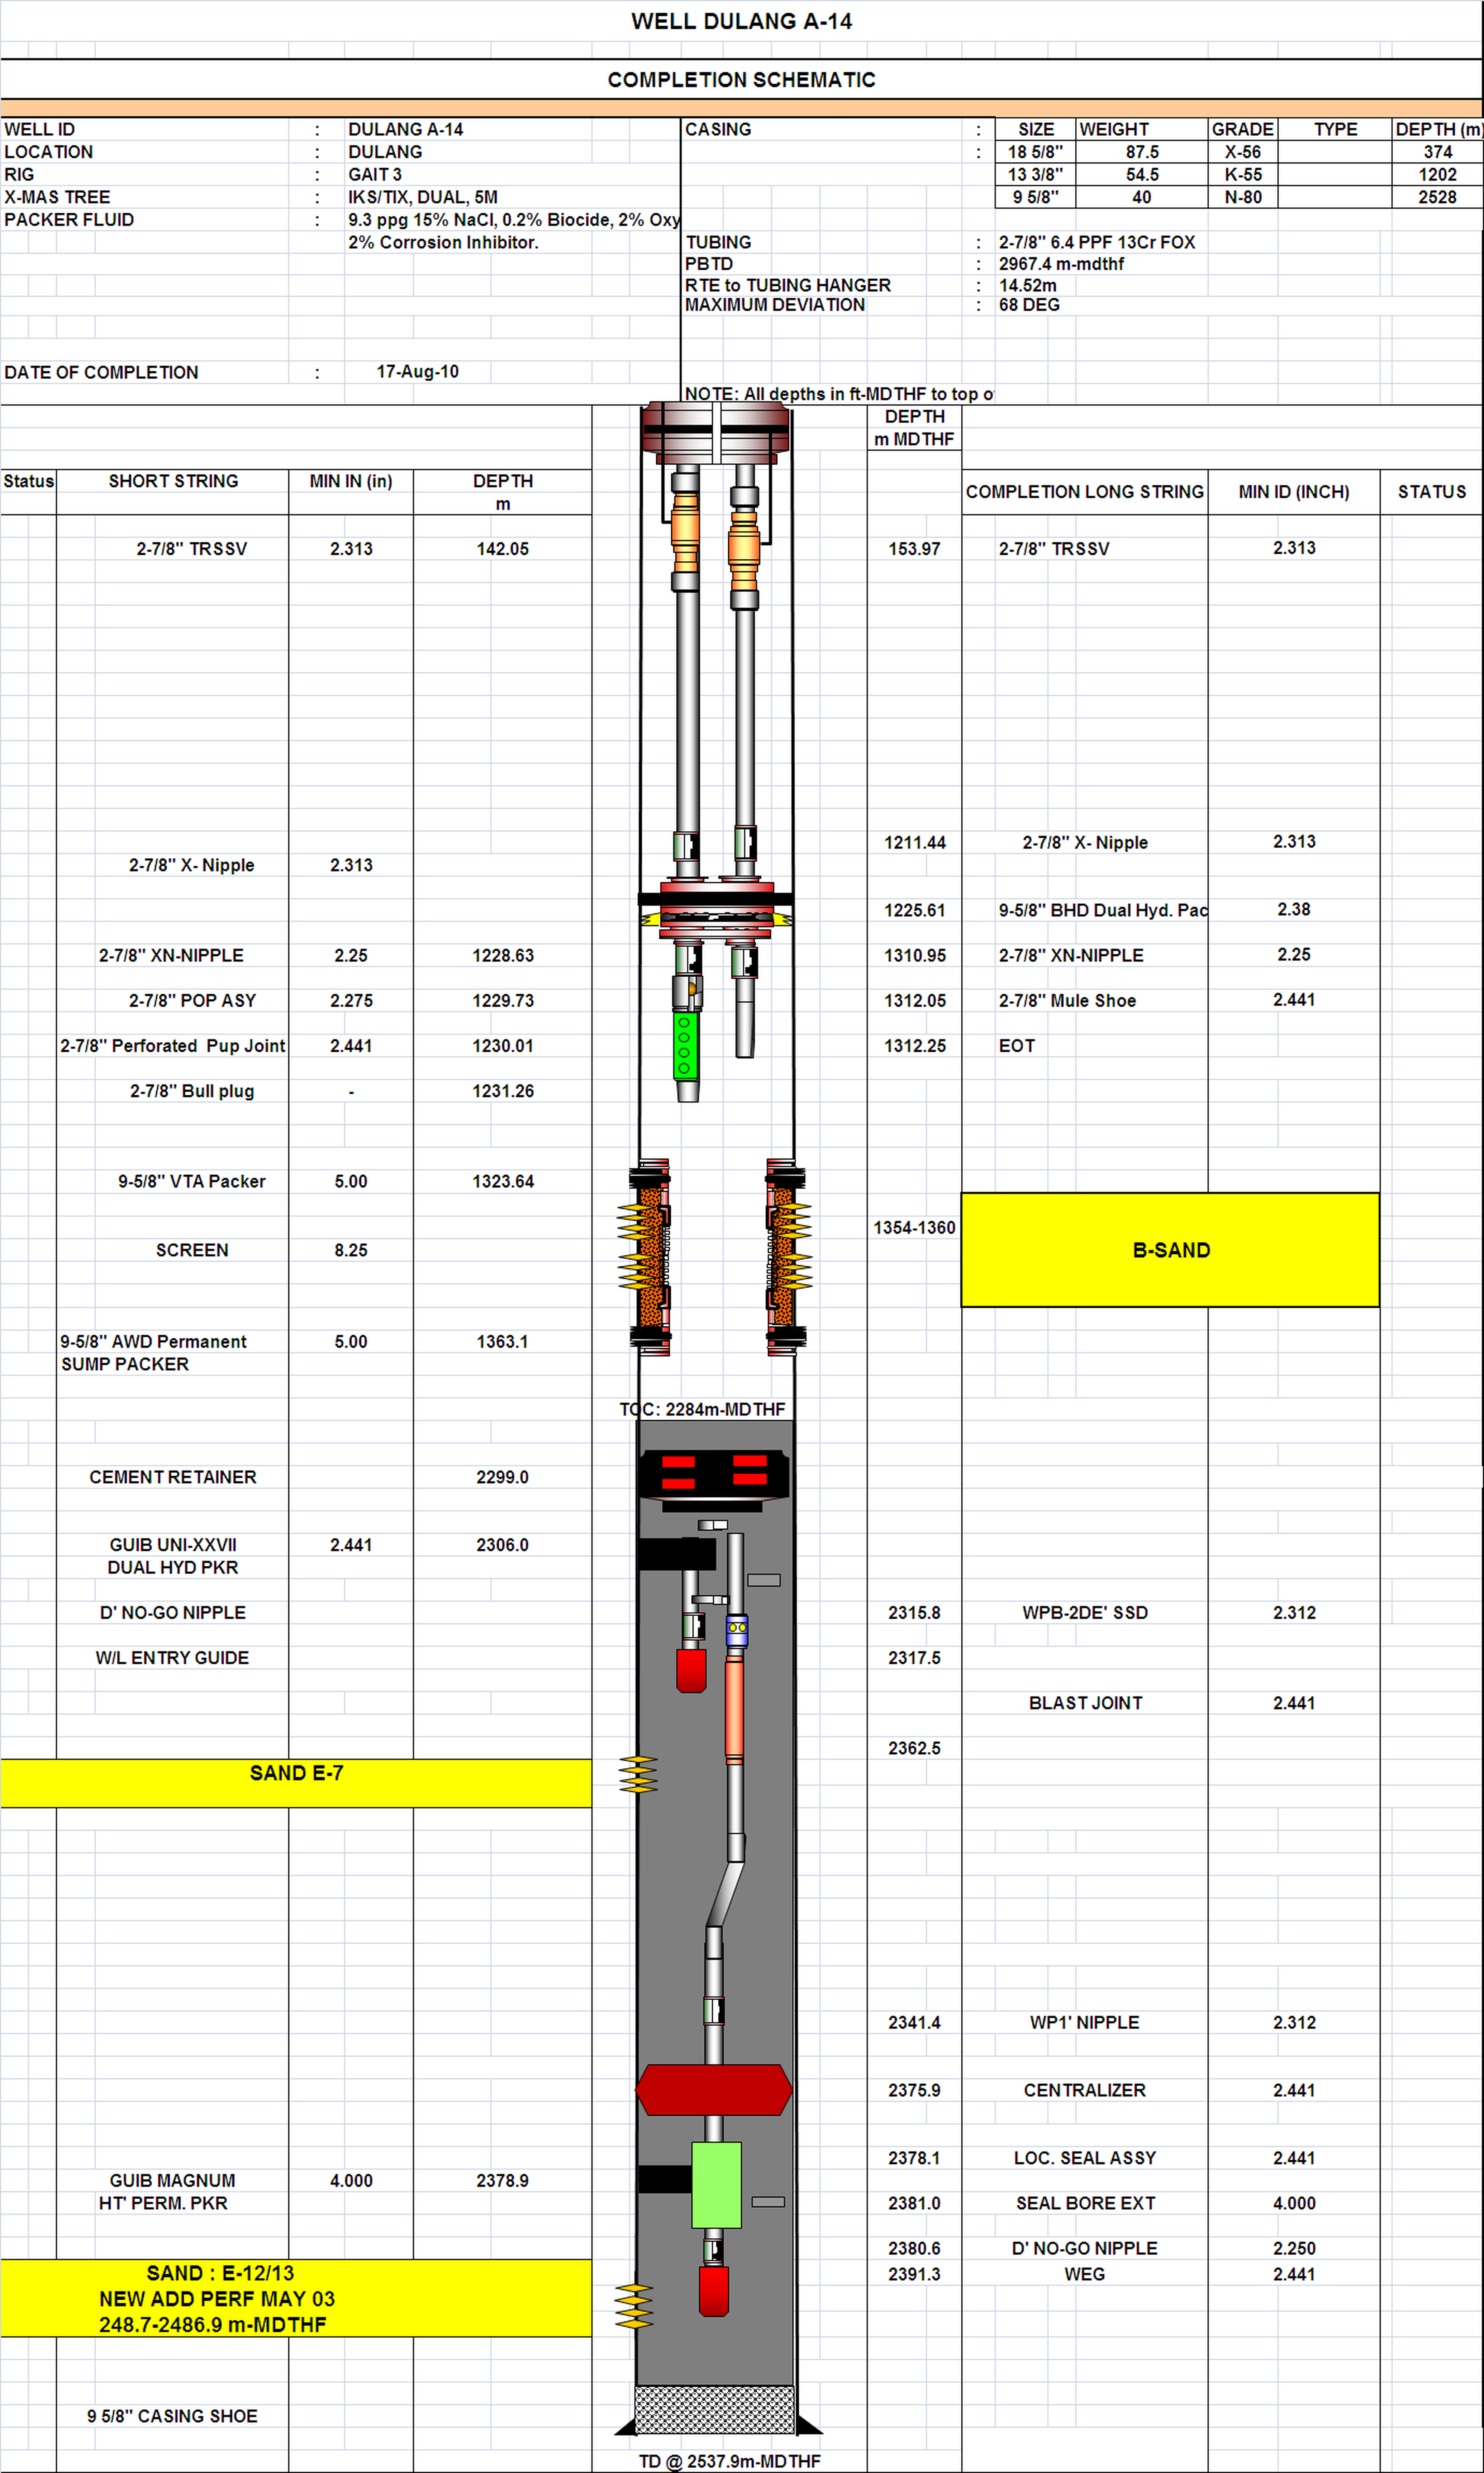 WELL DULANG A-14
COMPLETION SCHEMATIC
WELL ID : DULANG A-14 CASING : SIZE WEIGHT GRADE TYPE DEPTH (m)
LOCATION : DULANG : 18 5/8" 87.5 X-56 374
RIG : GAIT 3 13 3/8" 54.5 K-55 1202
X-MAS TREE : IKS/TIX, DUAL, 5M 9 5/8" 40 N-80 2528
PACKER FLUID : 9.3 ppg 15% NaCl, 0.2% Biocide, 2% Oxy
2% Corrosion Inhibitor. TUBING : 2-7/8" 6.4 PPF 13Cr FOX
PBTD : 2967.4 m-mdthf
RTE to TUBING HANGER : 14.52m
MAXIMUM DEVIATION : 68 DEG
DATE OF COMPLETION : 17-Aug-10
NOTE: All depths in ft-MDTHF to top o
DEPTH
m MDTHF
Status SHORT STRING MIN IN (in) DEPTH
m
COMPLETION LONG STRING MIN ID (INCH) STATUS
2-7/8" TRSSV 2.313 142.05 153.97 2-7/8" TRSSV 2.313
1211.44 2-7/8" X- Nipple 2.313
2-7/8" X- Nipple 2.313
1225.61 9-5/8" BHD Dual Hyd. Pac 2.38
2-7/8" XN-NIPPLE 2.25 1228.63 1310.95 2-7/8" XN-NIPPLE 2.25
2-7/8" POP ASY 2.275 1229.73 1312.05 2-7/8" Mule Shoe 2.441
2-7/8" Perforated Pup Joint 2.441 1230.01 1312.25 EOT
2-7/8" Bull plug - 1231.26
9-5/8" VTA Packer 5.00 1323.64
1354-1360
SCREEN 8.25 B-SAND
9-5/8" AWD Permanent 5.00 1363.1
SUMP PACKER
TOC: 2284m-MDTHF
CEMENT RETAINER 2299.0
GUIB UNI-XXVII 2.441 2306.0
DUAL HYD PKR
D' NO-GO NIPPLE 2315.8 WPB-2DE' SSD 2.312
W/L ENTRY GUIDE 2317.5
BLAST JOINT 2.441
2362.5
SAND E-7
2341.4 WP1' NIPPLE 2.312
2375.9 CENTRALIZER 2.441
2378.1 LOC. SEAL ASSY 2.441
GUIB MAGNUM 4.000 2378.9
HT' PERM. PKR 2381.0 SEAL BORE EXT 4.000
2380.6 D' NO-GO NIPPLE 2.250
SAND : E-12/13 2391.3 WEG 2.441
NEW ADD PERF MAY 03
248.7-2486.9 m-MDTHF
9 5/8" CASING SHOE
TD @ 2537.9m-MDTHF